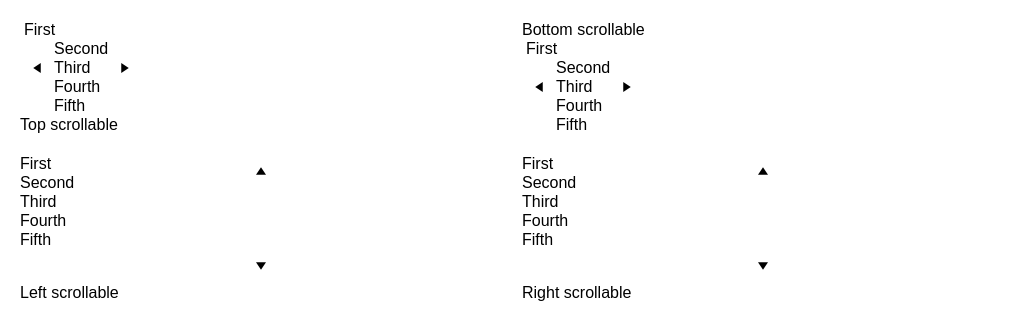 First
Second
Third
Fourth
Fifth
Top scrollable
Bottom scrollable
First
Second
Third
Fourth
Fifth
First
Second
Third
Fourth
Fifth
Left scrollable
First
Second
Third
Fourth
Fifth
Right scrollable